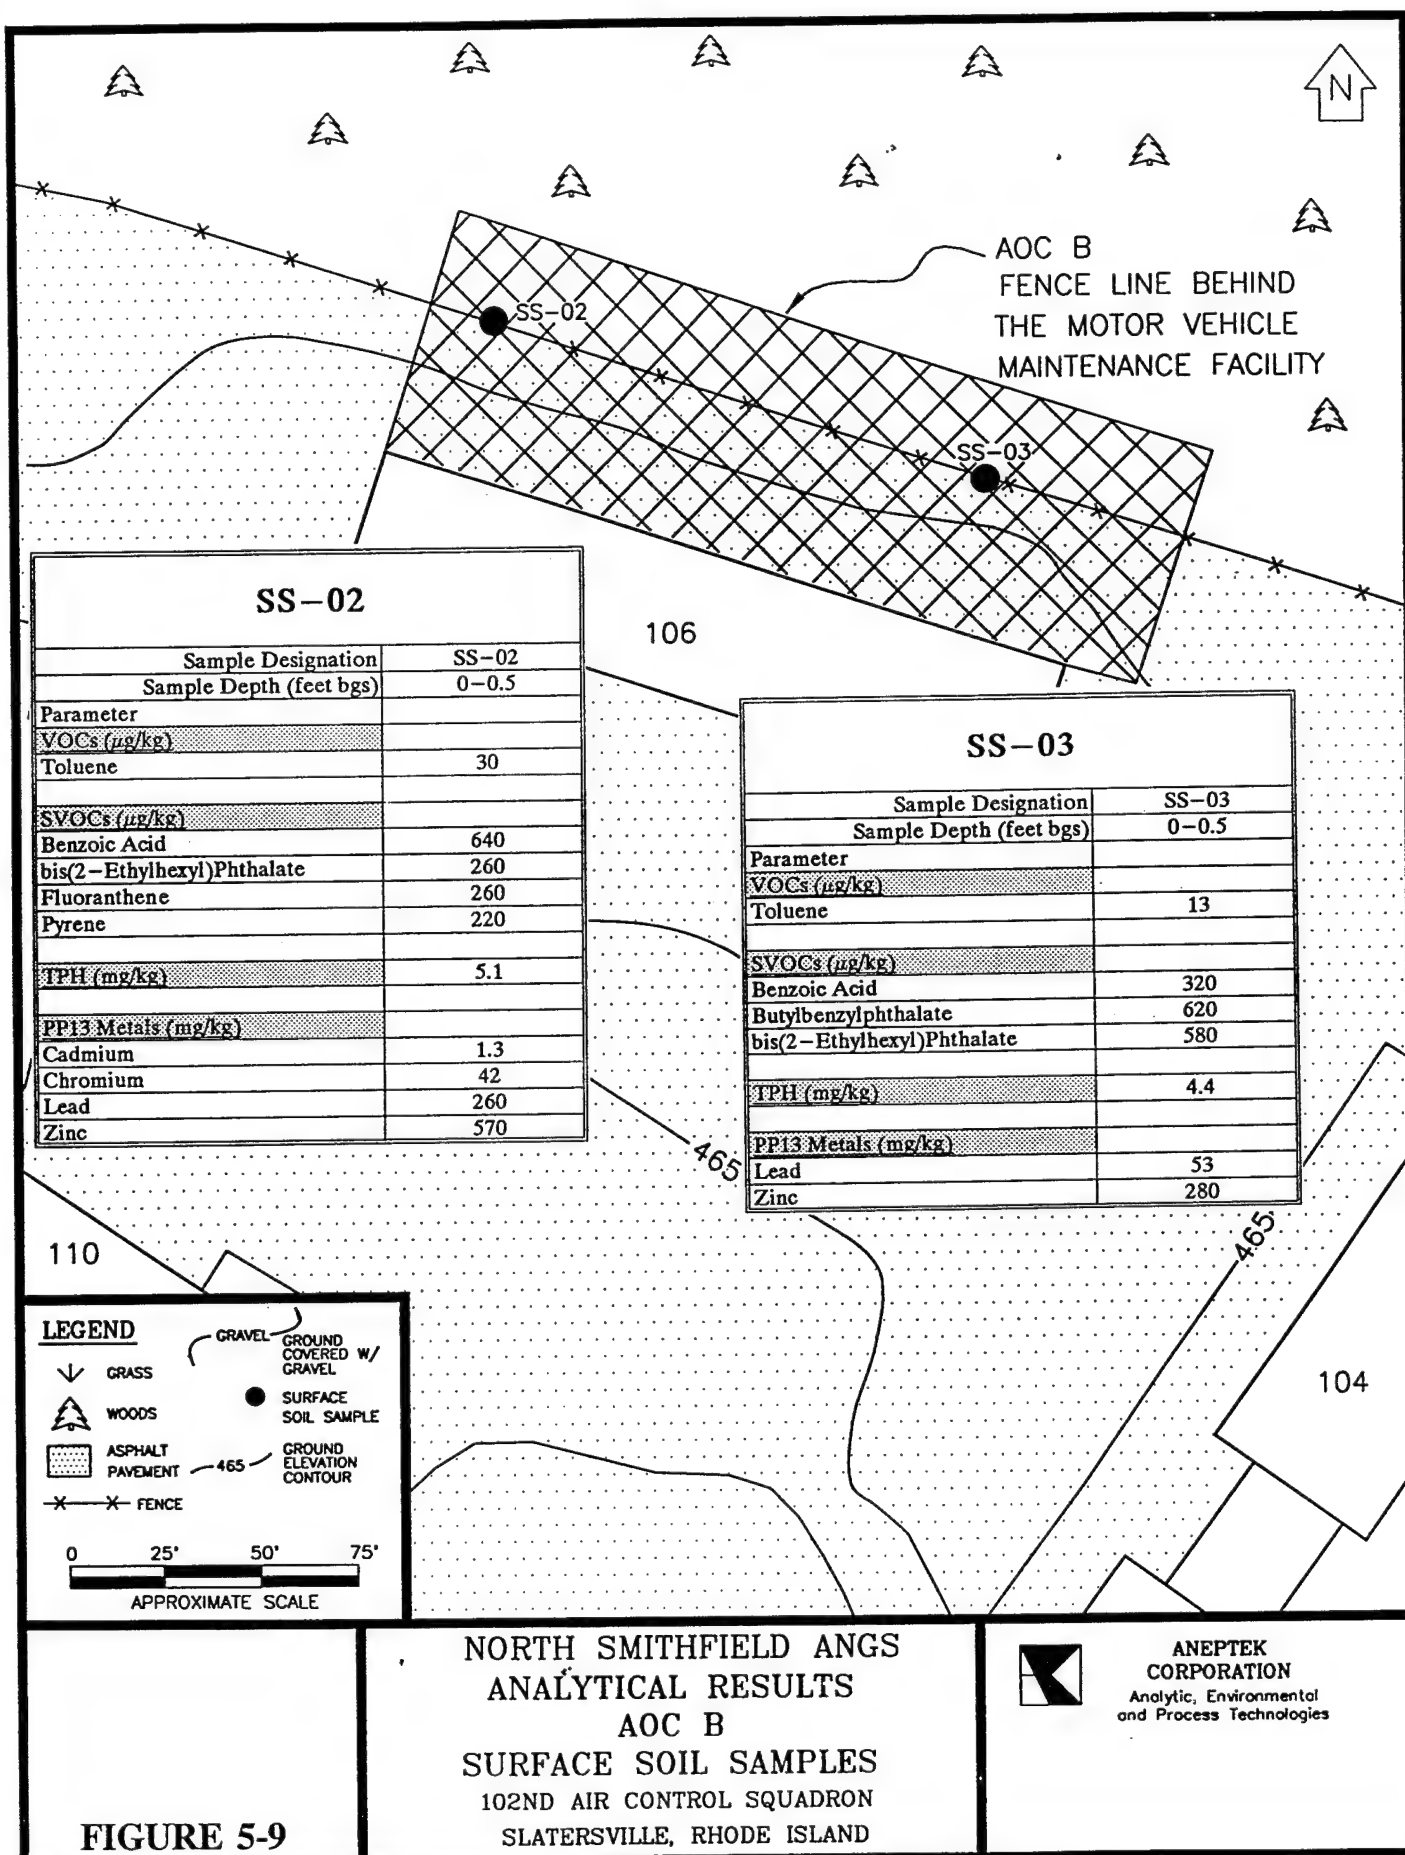 N
AOC B
FENCE LINE BEHIND
THE MOTOR VEHICLE
MAINTENANCE FACILITY
SS-02
SS-03
106
SS-02
Sample Designation SS-02
Sample Depth (feet bgs) 0-0.5
Parameter
VOCs (µg/kg)
Toluene 30
SVOCs (µg/kg)
Benzoic Acid 640
bis(2-Ethylhexyl)Phthalate 260
Fluoranthene 260
Pyrene 220
TPH (mg/kg) 5.1
PP13 Metals (mg/kg)
Cadmium 1.3
Chromium 42
Lead 260
Zinc 570
SS-03
Sample Designation SS-03
Sample Depth (feet bgs) 0-0.5
Parameter
VOCs (µg/kg)
Toluene 13
SVOCs (µg/kg)
Benzoic Acid 320
Butylbenzylphthalate 620
bis(2-Ethylhexyl)Phthalate 580
TPH (mg/kg) 4.4
PP13 Metals (mg/kg)
Lead 53
Zinc 280
465
465
110
104
LEGEND
GRASS
WOODS
ASPHALT
PAVEMENT
FENCE
GRAVEL
GROUND
COVERED W/
GRAVEL
SURFACE
SOIL SAMPLE
465
GROUND
ELEVATION
CONTOUR
0 25' 50' 75'
APPROXIMATE SCALE
FIGURE 5-9
NORTH SMITHFIELD ANGS
ANALYTICAL RESULTS
AOC B
SURFACE SOIL SAMPLES
102ND AIR CONTROL SQUADRON
SLATERSVILLE, RHODE ISLAND
ANEPTEK
CORPORATION
Analytic, Environmental
and Process Technologies